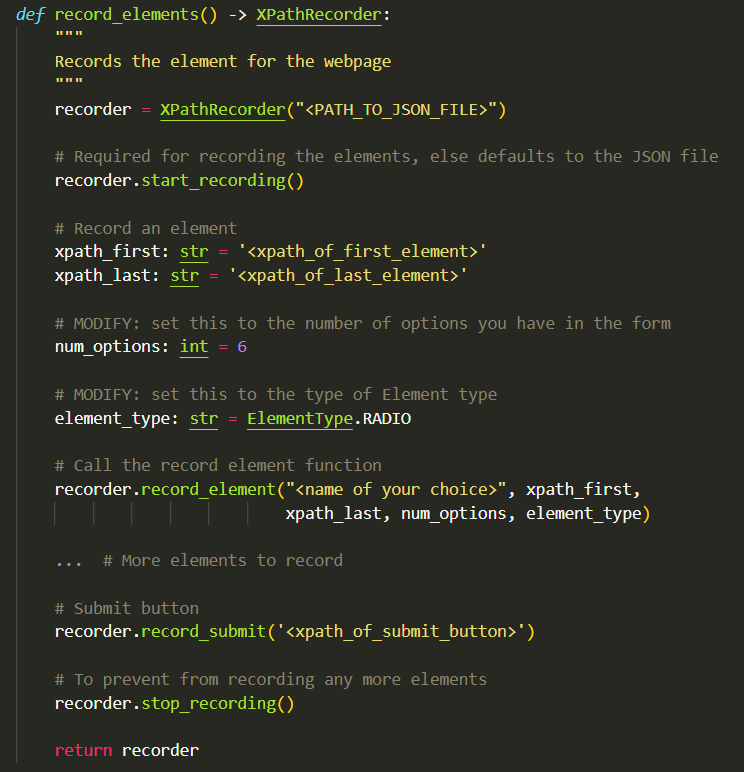 def record_elements() -> XPathRecorder:
    """
    Records the element for the webpage
    """
    recorder = XPathRecorder("<PATH_TO_JSON_FILE>")

    # Required for recording the elements, else defaults to the JSON file
    recorder.start_recording()

    # Record an element
    xpath_first: str = '<xpath_of_first_element>'
    xpath_last: str = '<xpath_of_last_element>'

    # MODIFY: set this to the number of options you have in the form
    num_options: int = 6

    # MODIFY: set this to the type of Element type
    element_type: str = ElementType.RADIO

    # Call the record element function
    recorder.record_element("<name of your choice>", xpath_first,
                            xpath_last, num_options, element_type)

    ...  # More elements to record

    # Submit button
    recorder.record_submit('<xpath_of_submit_button>')

    # To prevent from recording any more elements
    recorder.stop_recording()

    return recorder